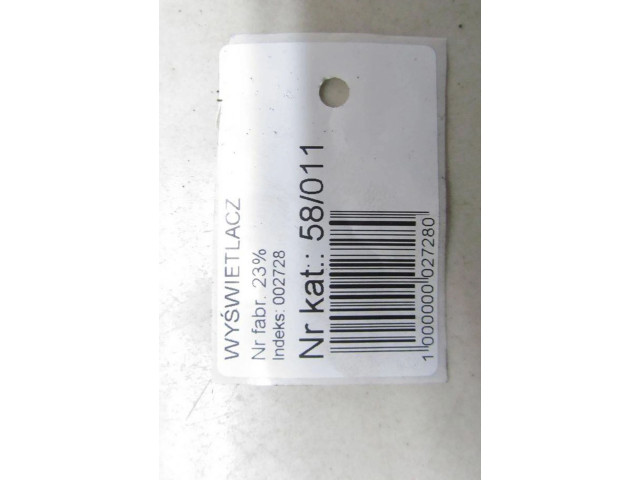 WYŚWIETLACZ
Nr fabr. 23%
Indeks: 002728
Nr kat.: 58/011
1000000027280